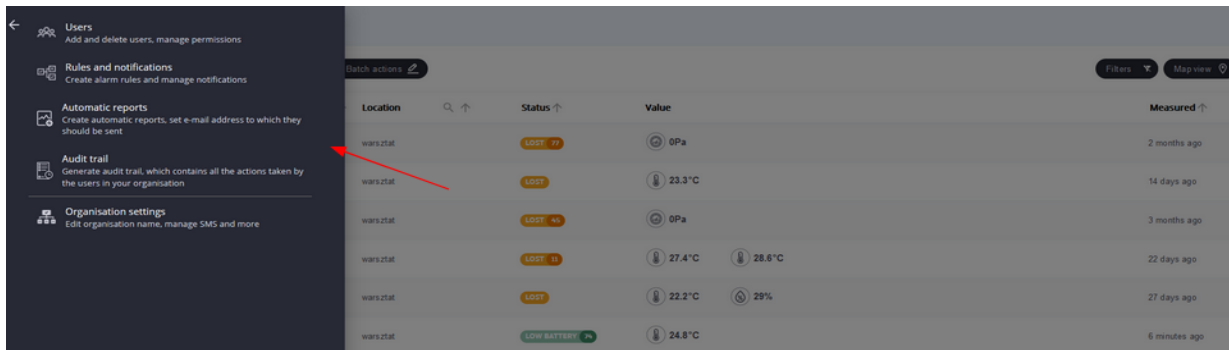 Users
Add and delete users, manage permissions
Rules and notifications
Create alarm rules and manage notifications
Automatic reports
Create automatic reports, set e-mail address to which they
should be sent
Audit trail
Generate audit trail, which contains all the actions taken by
the users in your organisation
Organisation settings
Edit organisation name, manage SMS and more
Batch actions
Filters Map view
Location Status Value Measured
warsztat LOST 0Pa 2 months ago
warsztat LOST 23.3°C 14 days ago
warsztat LOST 0Pa 3 months ago
warsztat LOST 27.4°C 28.6°C 22 days ago
warsztat LOST 22.2°C 29% 27 days ago
warsztat LOW BATTERY 24.8°C 6 minutes ago